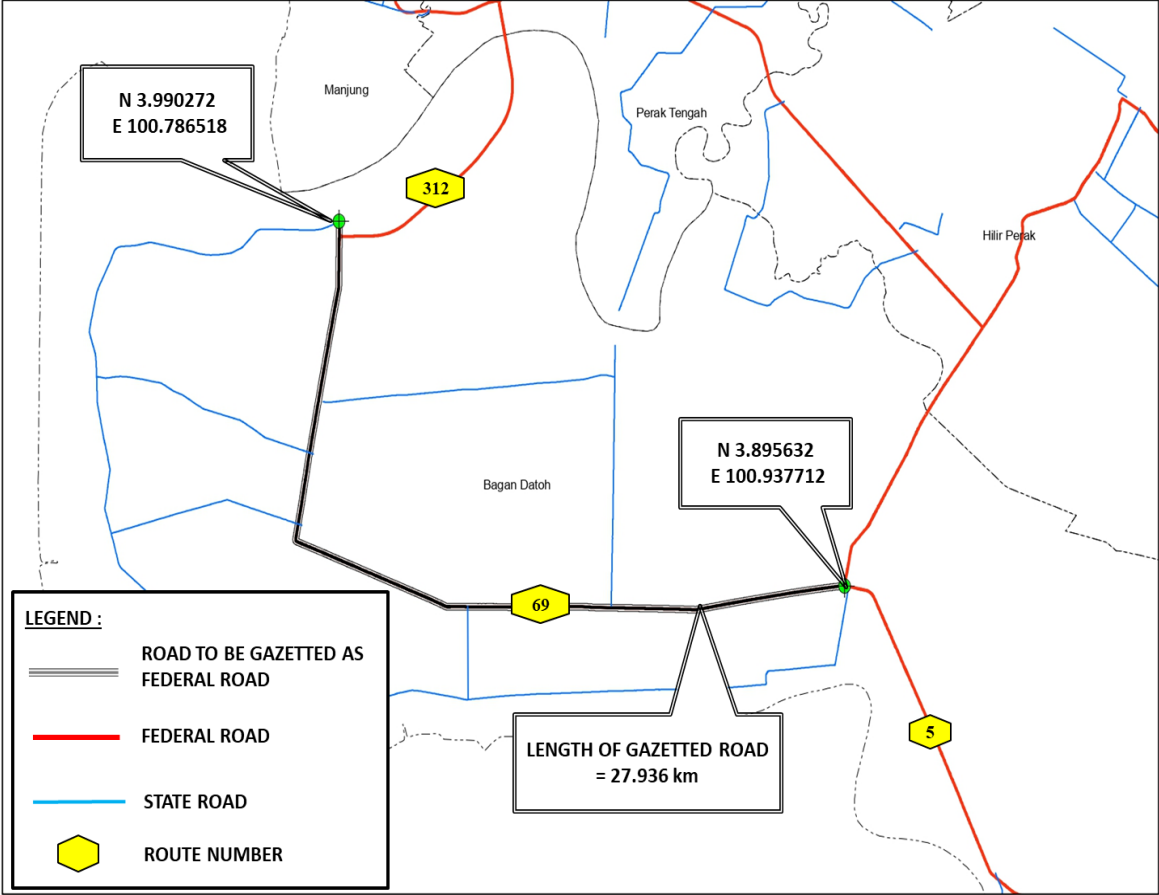 Manjung
N 3.990272
E 100.786518
Perak Tengah
312
Hilir Perak
N 3.895632
E 100.937712
Bagan Datoh
69
LEGEND :
ROAD TO BE GAZETTED AS
FEDERAL ROAD
FEDERAL ROAD
STATE ROAD
ROUTE NUMBER
LENGTH OF GAZETTED ROAD
= 27.936 km
5